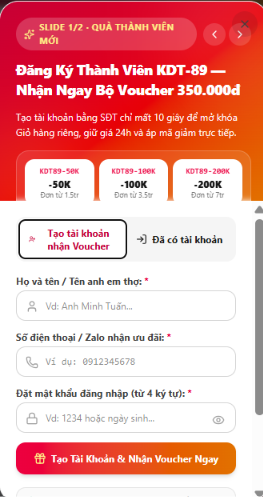 SLIDE 1/2 - QUÀ THÀNH VIÊN
MỚI
Đăng Ký Thành Viên KDT-89 —
Nhận Ngay Bộ Voucher 350.000đ
Tạo tài khoản bằng SĐT chỉ mất 10 giây để mở khóa
Giỏ hàng riêng, giữ giá 24h và áp mã giảm trực tiếp.
KDT89-50K KDT89-100K KDT89-200K
-50K -100K -200K
Đơn từ 1.5tr Đơn từ 3.5tr Đơn từ 7tr
Tạo tài khoản
nhận Voucher
Đã có tài khoản
Họ và tên / Tên anh em thợ: *
Vd: Anh Minh Tuấn...
Số điện thoại / Zalo nhận ưu đãi: *
Ví dụ: 0912345678
Đặt mật khẩu đăng nhập (từ 4 ký tự): *
Vd: 1234 hoặc ngày sinh...
Tạo Tài Khoản & Nhận Voucher Ngay